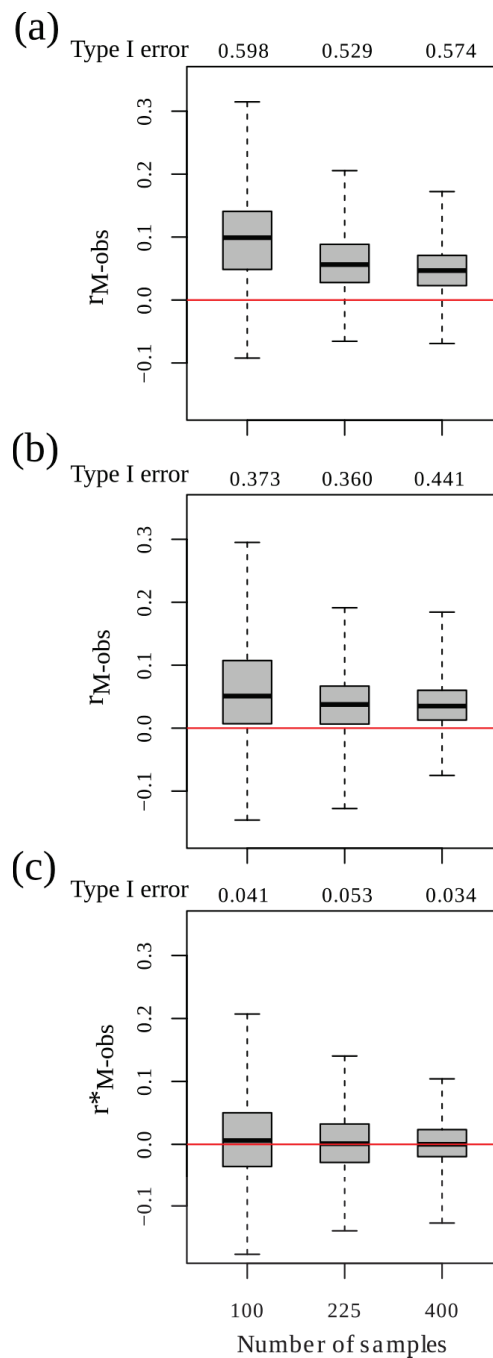 (a)
Type I error 0.598 0.529 0.574
0.3
0.2
0.1
0.0
−0.1
rM-obs
(b)
Type I error 0.373 0.360 0.441
0.3
0.2
0.1
0.0
−0.1
rM-obs
(c)
Type I error 0.041 0.053 0.034
0.3
0.2
0.1
0.0
−0.1
r*M-obs
100 225 400
Number of samples